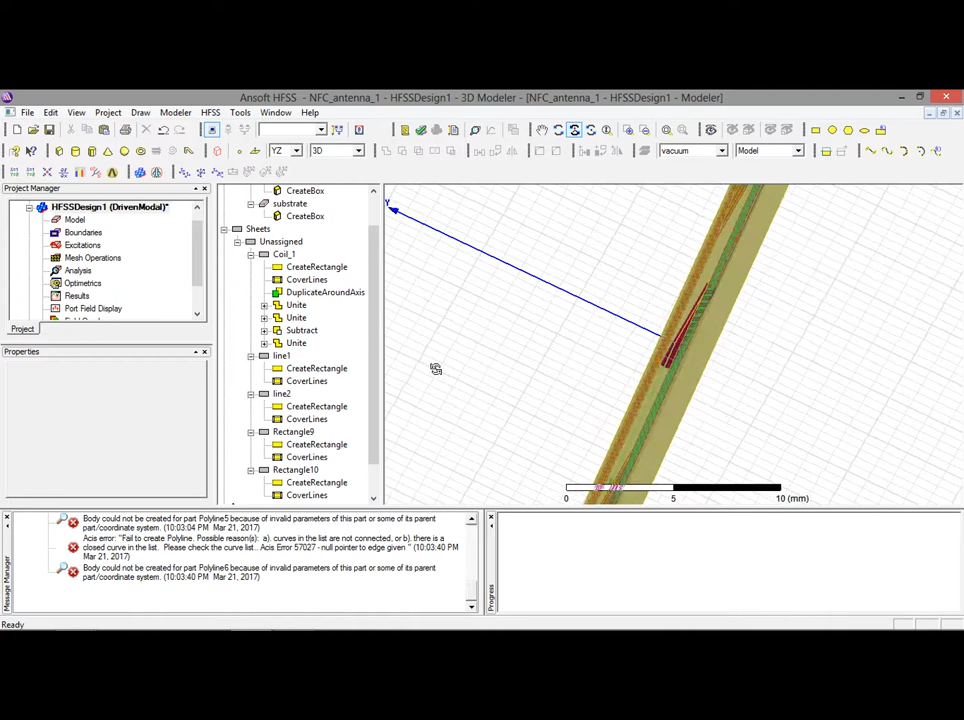 Ansoft HFSS - NFC_antenna_1 - HFSSDesign1 - 3D Modeler - [NFC_antenna_1 - HFSSDesign1 - Modeler]
File Edit View Project Draw Modeler HFSS Tools Window Help
YZ 3D vacuum Model
Project Manager
HFSSDesign1 (DrivenModal)*
Model
Boundaries
Excitations
Mesh Operations
Analysis
Optimetrics
Results
Port Field Display
Project
Properties
CreateBox
substrate
CreateBox
Sheets
Unassigned
Coil_1
CreateRectangle
CoverLines
DuplicateAroundAxis
Unite
Unite
Subtract
Unite
line1
CreateRectangle
CoverLines
line2
CreateRectangle
CoverLines
Rectangle9
CreateRectangle
CoverLines
Rectangle10
CreateRectangle
CoverLines
Y
0 5 10 (mm)
Body could not be created for part Polyline5 because of invalid parameters of this part or some of its parent
part/coordinate system. (10:03:04 PM Mar 21, 2017)
Acis error: "Fail to create Polyline. Possible reason(s): a). curves in the list are not connected, or b). there is a
closed curve in the list. Please check the curve list.. Acis Error 57027 - null pointer to edge given " (10:03:40 PM
Mar 21, 2017)
Body could not be created for part Polyline6 because of invalid parameters of this part or some of its parent
part/coordinate system. (10:03:40 PM Mar 21, 2017)
Message Manager
Progress
Ready